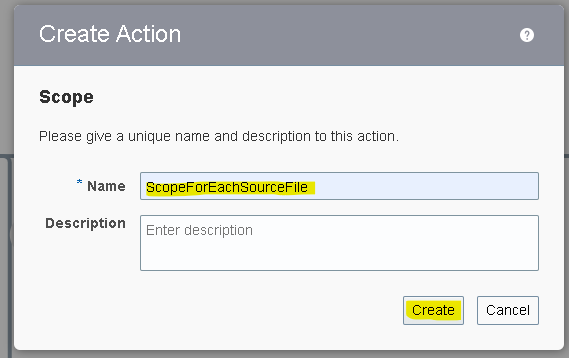 Create Action
?
Scope
Please give a unique name and description to this action.
* Name ScopeForEachSourceFile
Description Enter description
Create Cancel